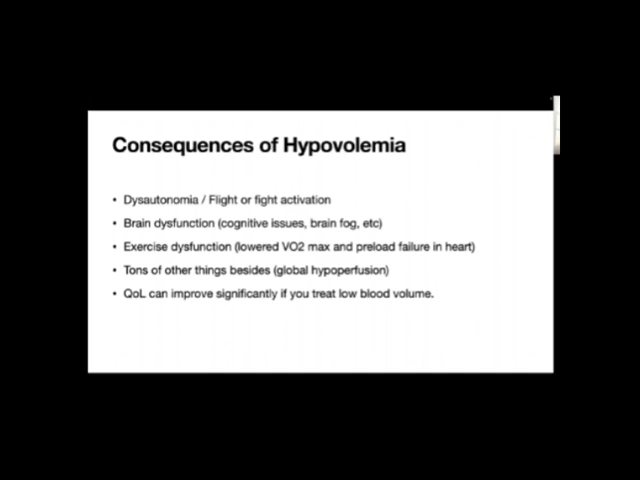 Consequences of Hypovolemia
• Dysautonomia / Flight or fight activation
• Brain dysfunction (cognitive issues, brain fog, etc)
• Exercise dysfunction (lowered VO2 max and preload failure in heart)
• Tons of other things besides (global hypoperfusion)
• QoL can improve significantly if you treat low blood volume.